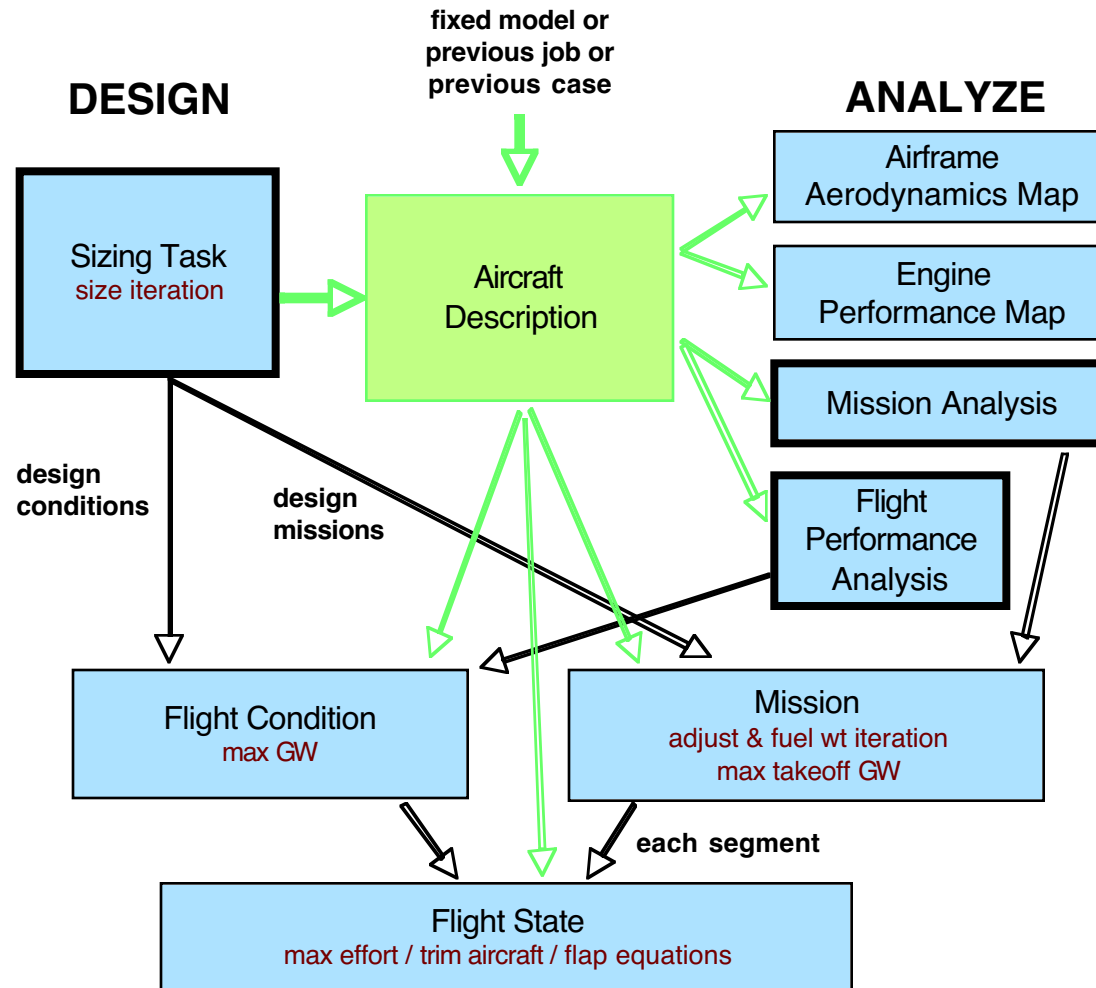 fixed model or
previous job or
previous case
DESIGN
ANALYZE
Sizing Task
size iteration
Aircraft
Description
Airframe
Aerodynamics Map
Engine
Performance Map
Mission Analysis
Flight
Performance
Analysis
design
conditions
design
missions
Flight Condition
max GW
Mission
adjust & fuel wt iteration
max takeoff GW
each segment
Flight State
max effort / trim aircraft / flap equations